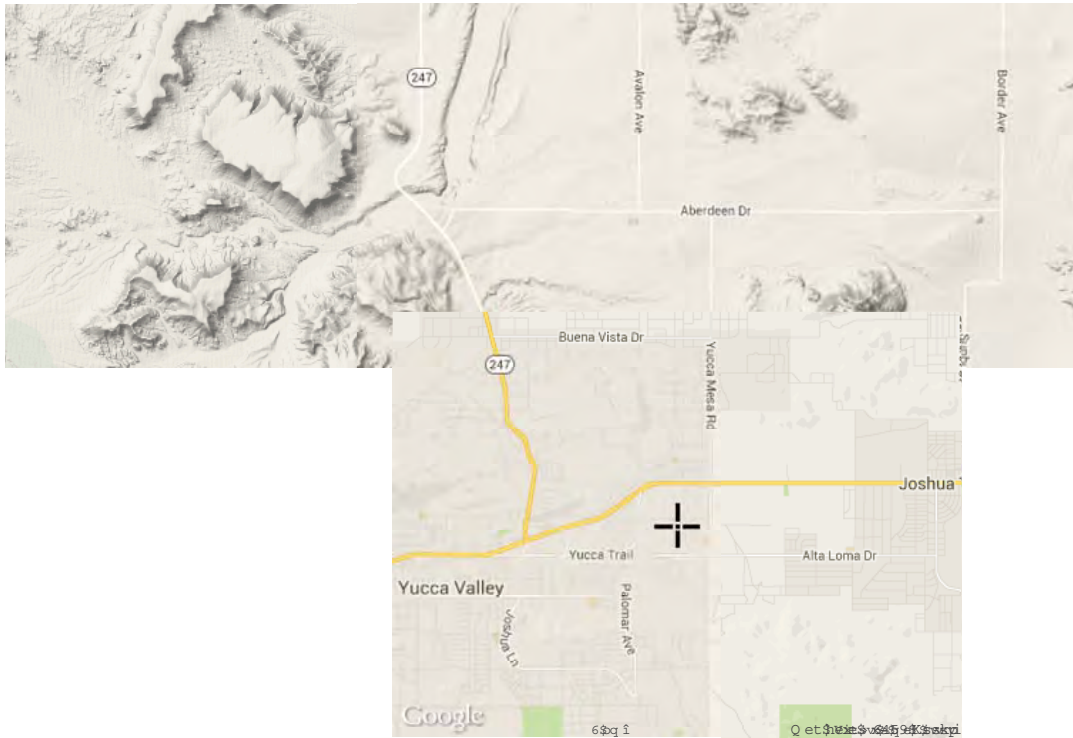 247
Avalon Ave
Border Ave
Aberdeen Dr
Buena Vista Dr
247
Yucca Mesa Rd
Joshua
Yucca Trail
Alta Loma Dr
Yucca Valley
Palomar Ave
Joshua Ln
Google